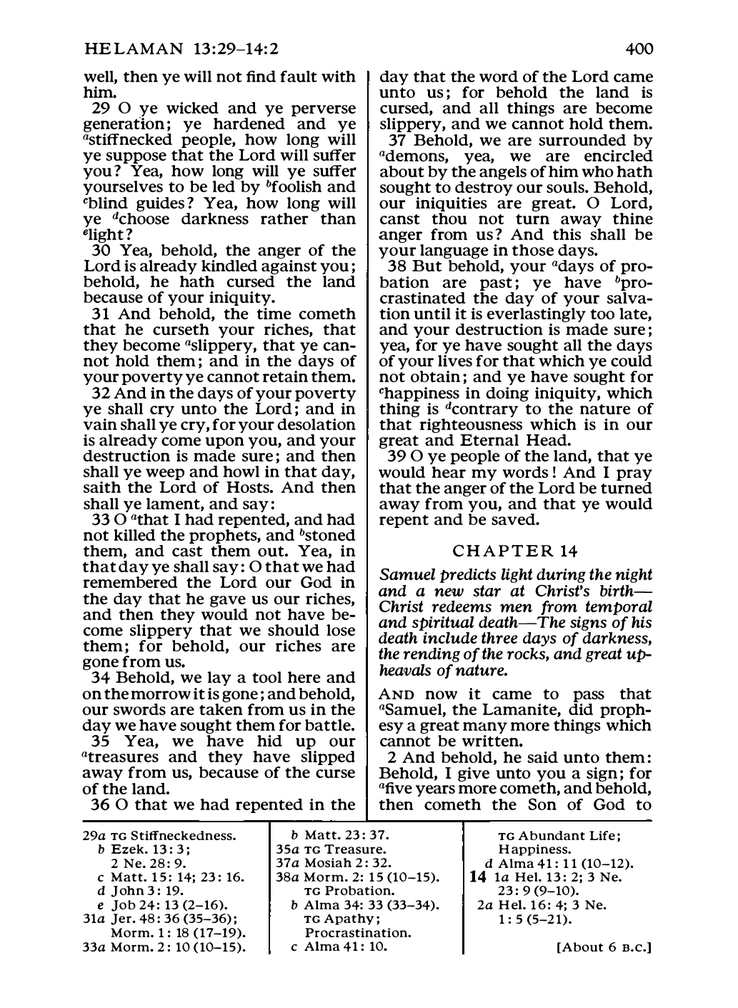 HELAMAN 13:29–14:2 400
well, then ye will not find fault with
him.
29 O ye wicked and ye perverse
generation; ye hardened and ye
ᵃstiffnecked people, how long will
ye suppose that the Lord will suffer
you? Yea, how long will ye suffer
yourselves to be led by ᵇfoolish and
ᶜblind guides? Yea, how long will
ye ᵈchoose darkness rather than
ᵉlight?
30 Yea, behold, the anger of the
Lord is already kindled against you;
behold, he hath cursed the land
because of your iniquity.
31 And behold, the time cometh
that he curseth your riches, that
they become ᵃslippery, that ye can-
not hold them; and in the days of
your poverty ye cannot retain them.
32 And in the days of your poverty
ye shall cry unto the Lord; and in
vain shall ye cry, for your desolation
is already come upon you, and your
destruction is made sure; and then
shall ye weep and howl in that day,
saith the Lord of Hosts. And then
shall ye lament, and say:
33 O ᵃthat I had repented, and had
not killed the prophets, and ᵇstoned
them, and cast them out. Yea, in
that day ye shall say: O that we had
remembered the Lord our God in
the day that he gave us our riches,
and then they would not have be-
come slippery that we should lose
them; for behold, our riches are
gone from us.
34 Behold, we lay a tool here and
on the morrow it is gone; and behold,
our swords are taken from us in the
day we have sought them for battle.
35 Yea, we have hid up our
ᵃtreasures and they have slipped
away from us, because of the curse
of the land.
36 O that we had repented in the
day that the word of the Lord came
unto us; for behold the land is
cursed, and all things are become
slippery, and we cannot hold them.
37 Behold, we are surrounded by
ᵃdemons, yea, we are encircled
about by the angels of him who hath
sought to destroy our souls. Behold,
our iniquities are great. O Lord,
canst thou not turn away thine
anger from us? And this shall be
your language in those days.
38 But behold, your ᵃdays of pro-
bation are past; ye have ᵇpro-
crastinated the day of your salva-
tion until it is everlastingly too late,
and your destruction is made sure;
yea, for ye have sought all the days
of your lives for that which ye could
not obtain; and ye have sought for
ᶜhappiness in doing iniquity, which
thing is ᵈcontrary to the nature of
that righteousness which is in our
great and Eternal Head.
39 O ye people of the land, that ye
would hear my words! And I pray
that the anger of the Lord be turned
away from you, and that ye would
repent and be saved.
CHAPTER 14
Samuel predicts light during the night
and a new star at Christ's birth—
Christ redeems men from temporal
and spiritual death—The signs of his
death include three days of darkness,
the rending of the rocks, and great up-
heavals of nature.
AND now it came to pass that
ᵃSamuel, the Lamanite, did proph-
esy a great many more things which
cannot be written.
2 And behold, he said unto them:
Behold, I give unto you a sign; for
ᵃfive years more cometh, and behold,
then cometh the Son of God to
29a TG Stiffneckedness.
b Ezek. 13: 3;
2 Ne. 28: 9.
c Matt. 15: 14; 23: 16.
d John 3: 19.
e Job 24: 13 (2–16).
31a Jer. 48: 36 (35–36);
Morm. 1: 18 (17–19).
33a Morm. 2: 10 (10–15).
b Matt. 23: 37.
35a TG Treasure.
37a Mosiah 2: 32.
38a Morm. 2: 15 (10–15).
TG Probation.
b Alma 34: 33 (33–34).
TG Apathy;
Procrastination.
c Alma 41: 10.
TG Abundant Life;
Happiness.
d Alma 41: 11 (10–12).
14 1a Hel. 13: 2; 3 Ne.
23: 9 (9–10).
2a Hel. 16: 4; 3 Ne.
1: 5 (5–21).
[About 6 B.C.]